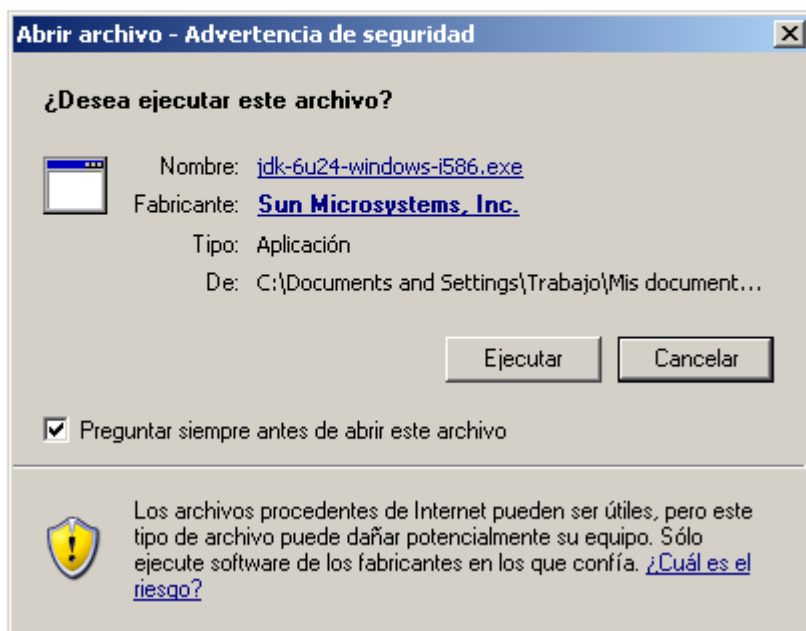 Abrir archivo - Advertencia de seguridad
¿Desea ejecutar este archivo?
Nombre: jdk-6u24-windows-i586.exe
Fabricante: Sun Microsystems, Inc.
Tipo: Aplicación
De: C:\Documents and Settings\Trabajo\Mis document...
Ejecutar Cancelar
Preguntar siempre antes de abrir este archivo
Los archivos procedentes de Internet pueden ser útiles, pero este
tipo de archivo puede dañar potencialmente su equipo. Sólo
ejecute software de los fabricantes en los que confía. ¿Cuál es el
riesgo?